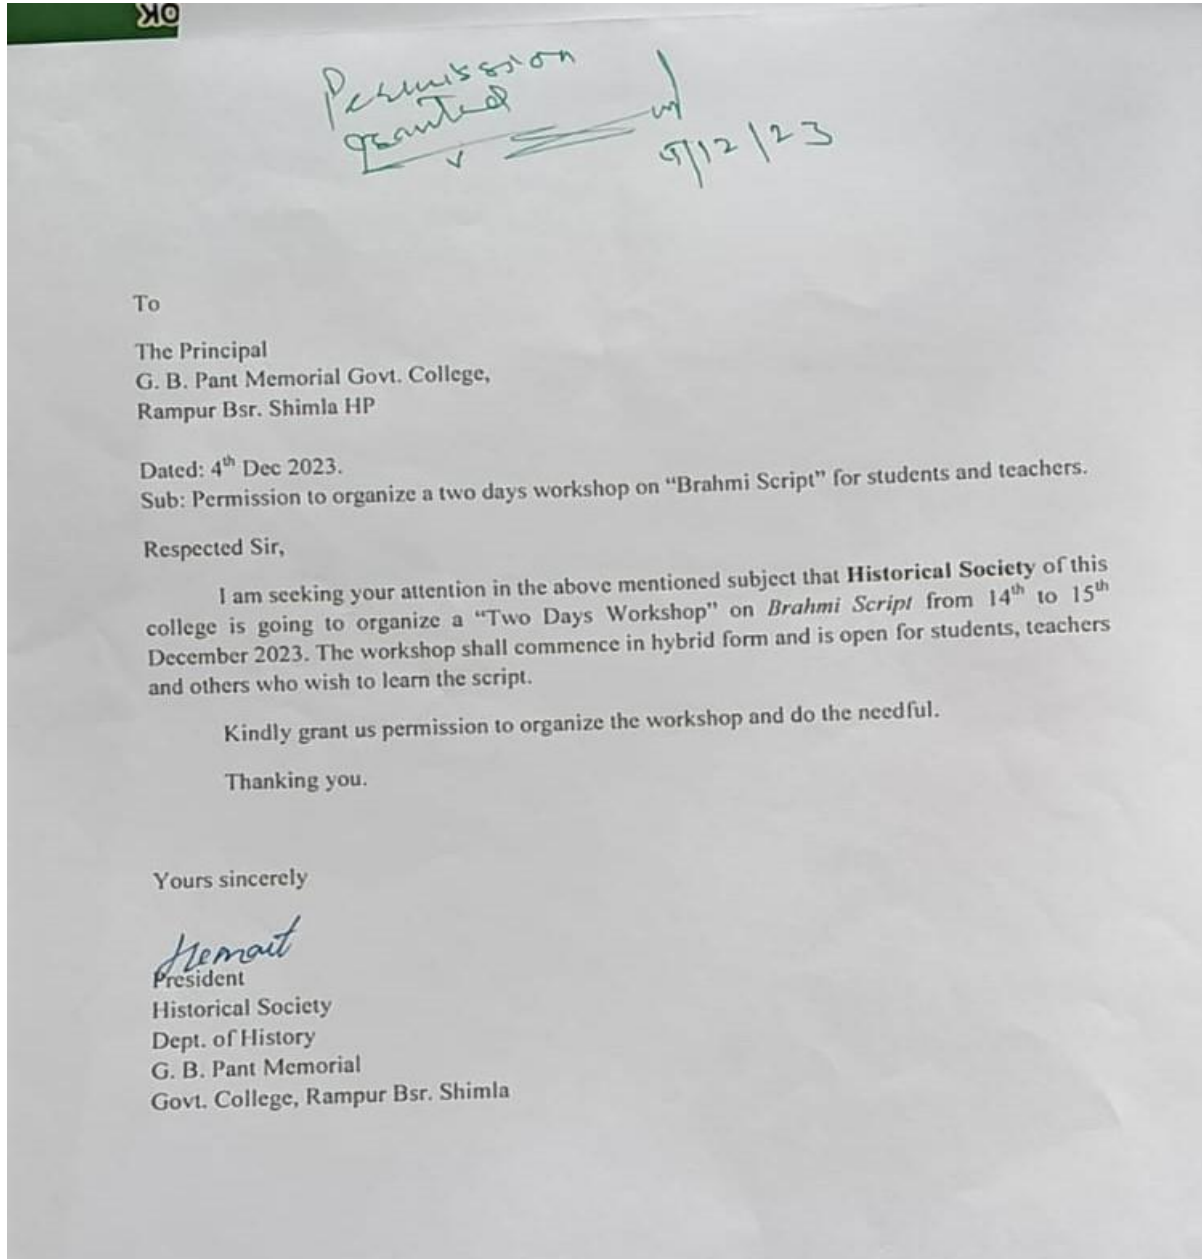 OK
Permission
granted
/12/23
To
The Principal
G. B. Pant Memorial Govt. College,
Rampur Bsr. Shimla HP
Dated: 4th Dec 2023.
Sub: Permission to organize a two days workshop on “Brahmi Script” for students and teachers.
Respected Sir,
I am seeking your attention in the above mentioned subject that Historical Society of this
college is going to organize a “Two Days Workshop” on Brahmi Script from 14th to 15th
December 2023. The workshop shall commence in hybrid form and is open for students, teachers
and others who wish to learn the script.
Kindly grant us permission to organize the workshop and do the needful.
Thanking you.
Yours sincerely
President
Historical Society
Dept. of History
G. B. Pant Memorial
Govt. College, Rampur Bsr. Shimla